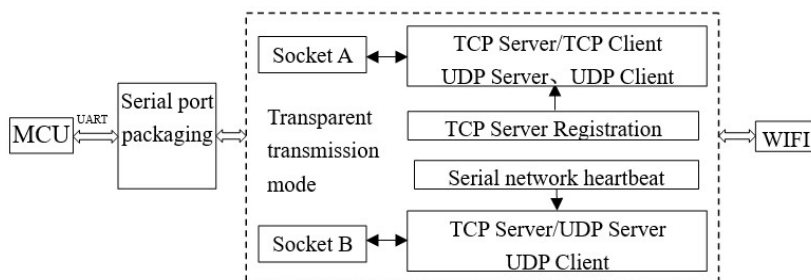 MCU
UART
Serial port
packaging
Socket A
TCP Server/TCP Client
UDP Server、UDP Client
Transparent
transmission
mode
TCP Server Registration
Serial network heartbeat
Socket B
TCP Server/UDP Server
UDP Client
WIFI